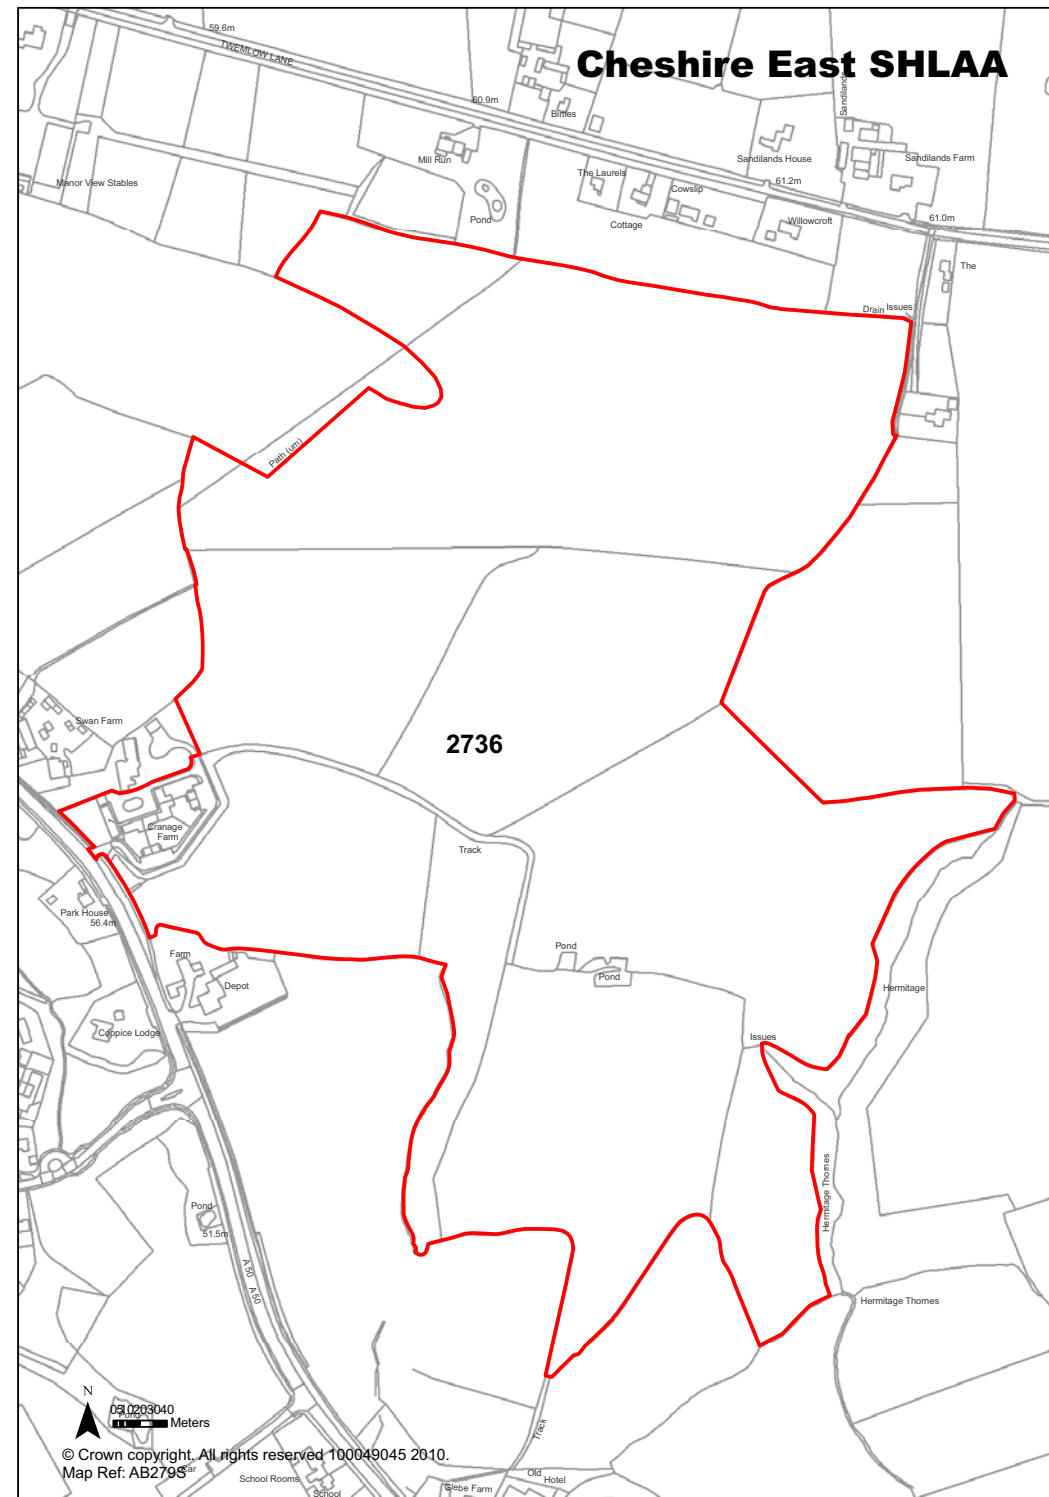 59.6m
TWEMLOW LANE
Cheshire East SHLAA
60.9m
Birtles
Sandilands
Mill Run
Sandilands House
Sandilands Farm
The Laurels
61.2m
Manor View Stables
Cowslip
Pond
Cottage
Willowcroft
61.0m
The
Drain
Issues
Path (um)
Swan Farm
2736
1
Cranage
Farm
Track
Park House
56.4m
Farm
Pond
Pond
Depot
Hermitage
Coppice Lodge
Issues
Hermitage Thornes
Pond
51.5m
A 50
A 50
Hermitage Thornes
N
Pond
Meters
Track
© Crown copyright. All rights reserved 100049045 2010.
Map Ref: AB279S
School Rooms
School
Old
Hotel
Glebe Farm